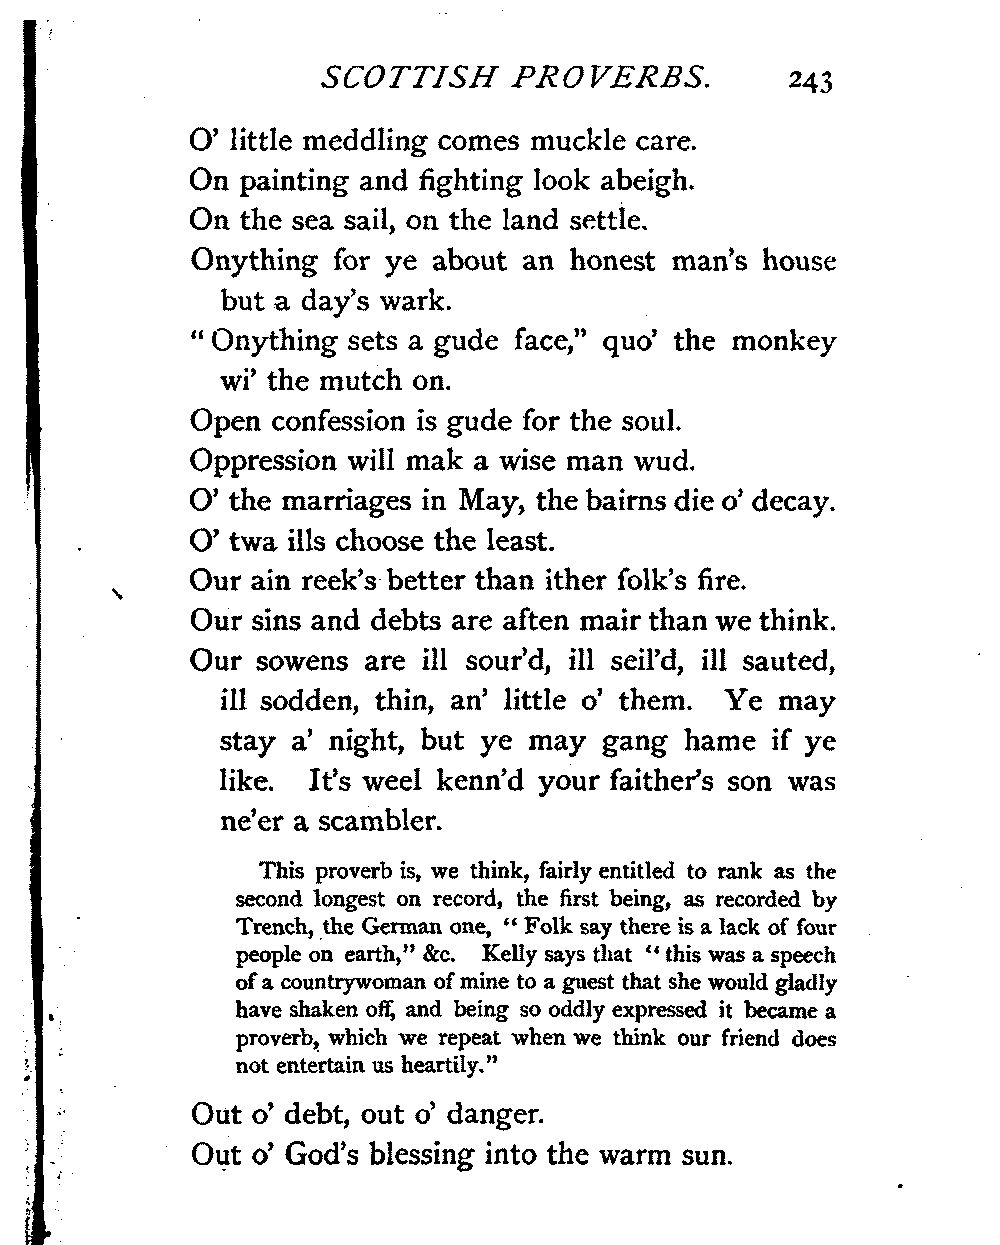 SCOTTISH PROVERBS. 243
O' little meddling comes muckle care.
On painting and fighting look abeigh.
On the sea sail, on the land settle.
Onything for ye about an honest man's house
but a day's wark.
“Onything sets a gude face,” quo' the monkey
wi' the mutch on.
Open confession is gude for the soul.
Oppression will mak a wise man wud.
O' the marriages in May, the bairns die o' decay.
O' twa ills choose the least.
Our ain reek's better than ither folk's fire.
Our sins and debts are aften mair than we think.
Our sowens are ill sour'd, ill seil'd, ill sauted,
ill sodden, thin, an' little o' them. Ye may
stay a' night, but ye may gang hame if ye
like. It's weel kenn'd your faither's son was
ne'er a scambler.
This proverb is, we think, fairly entitled to rank as the
second longest on record, the first being, as recorded by
Trench, the German one, “Folk say there is a lack of four
people on earth,” &c. Kelly says that “this was a speech
of a countrywoman of mine to a guest that she would gladly
have shaken off, and being so oddly expressed it became a
proverb, which we repeat when we think our friend does
not entertain us heartily.”
Out o' debt, out o' danger.
Out o' God's blessing into the warm sun.